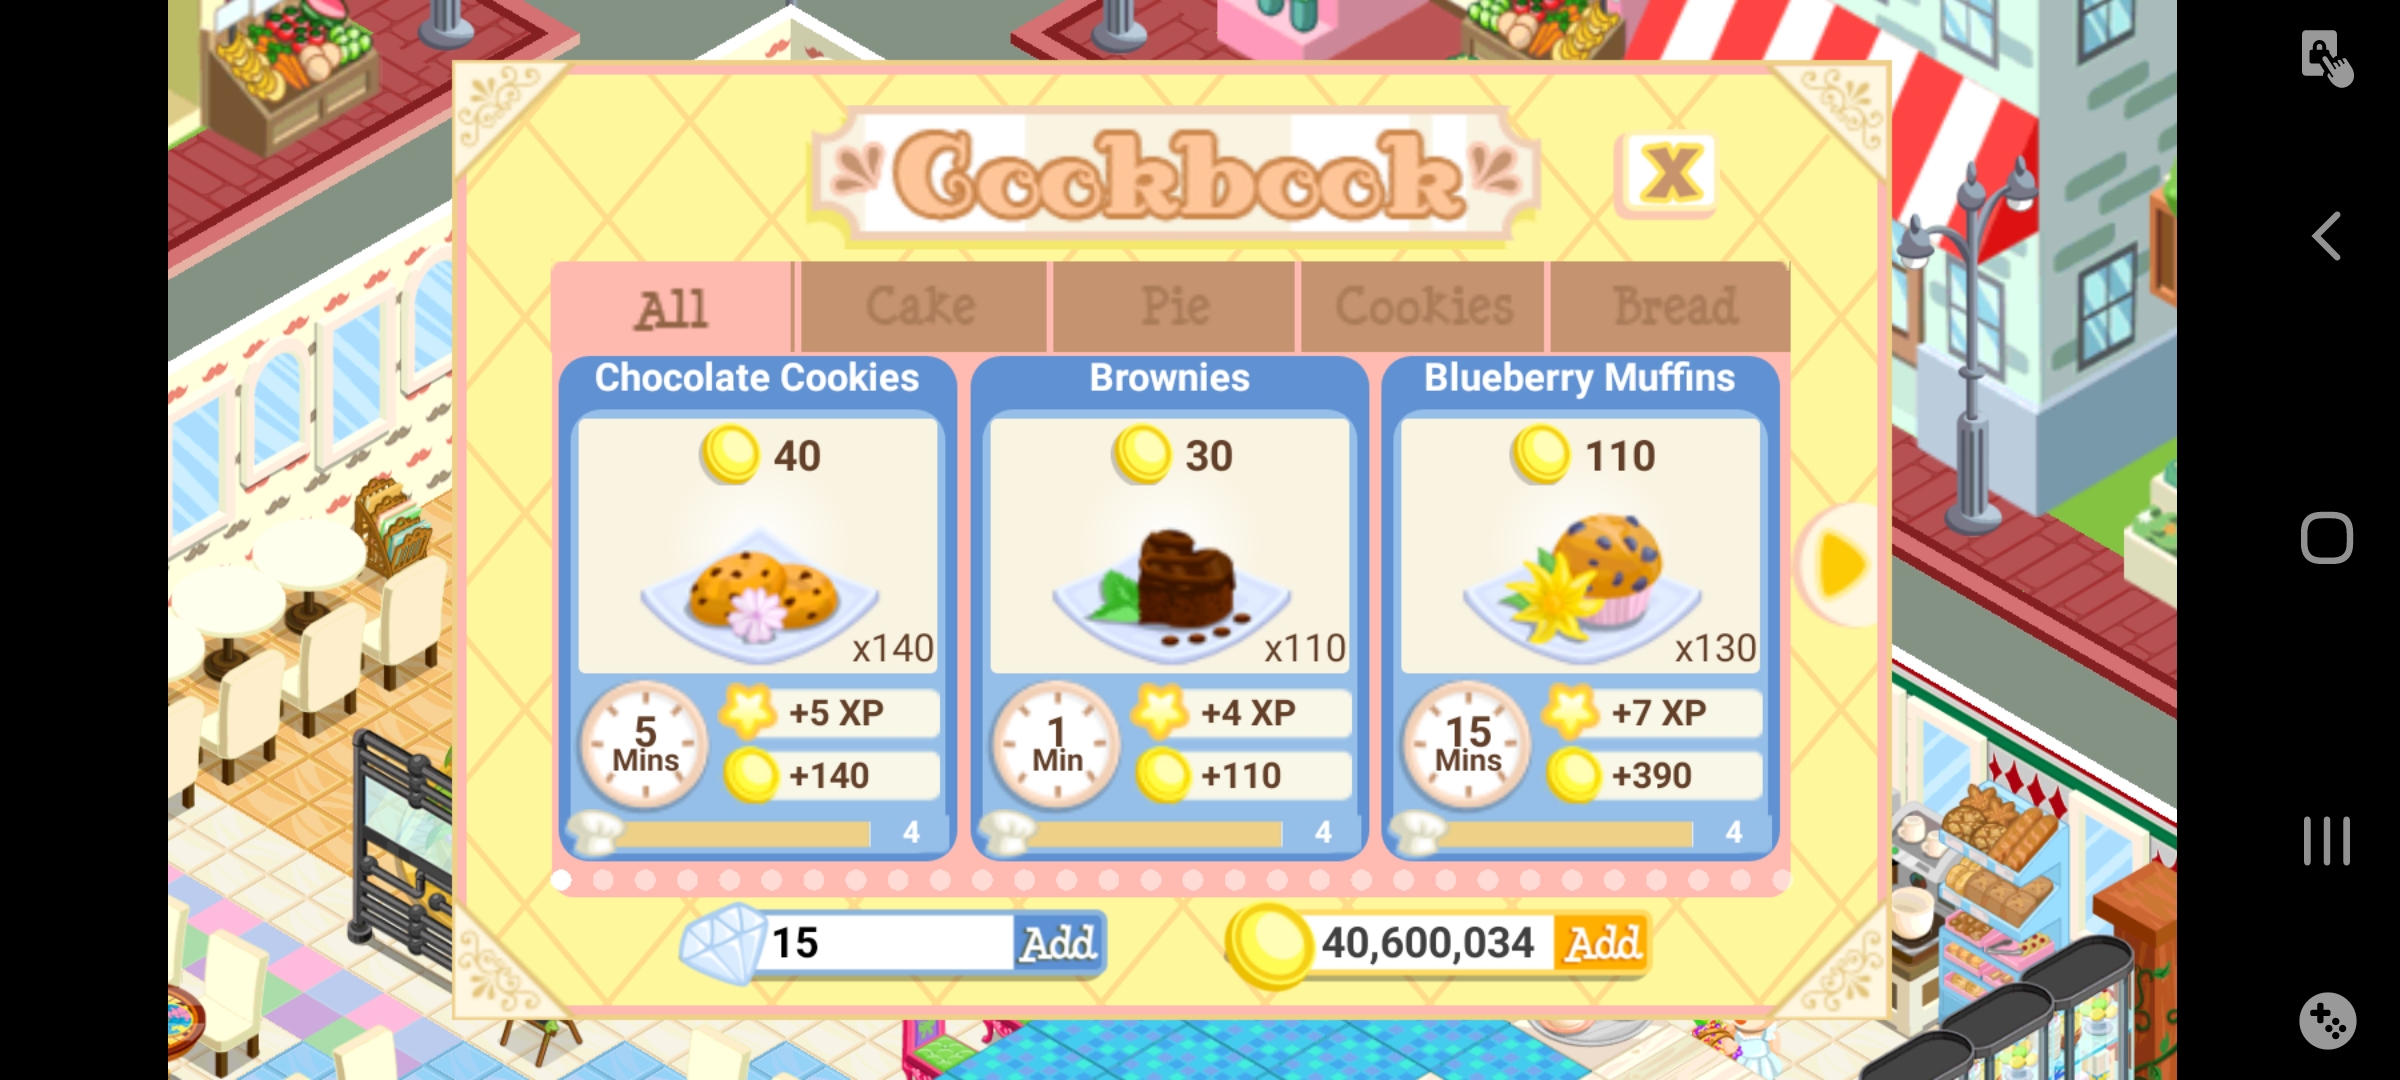 Cookbook
X
All Cake Pie Cookies Bread
Chocolate Cookies Brownies Blueberry Muffins
40 30 110
x140 x110 x130
5 Mins +5 XP 1 Min +4 XP 15 Mins +7 XP
+140 +110 +390
4 4 4
15 Add 40,600,034 Add